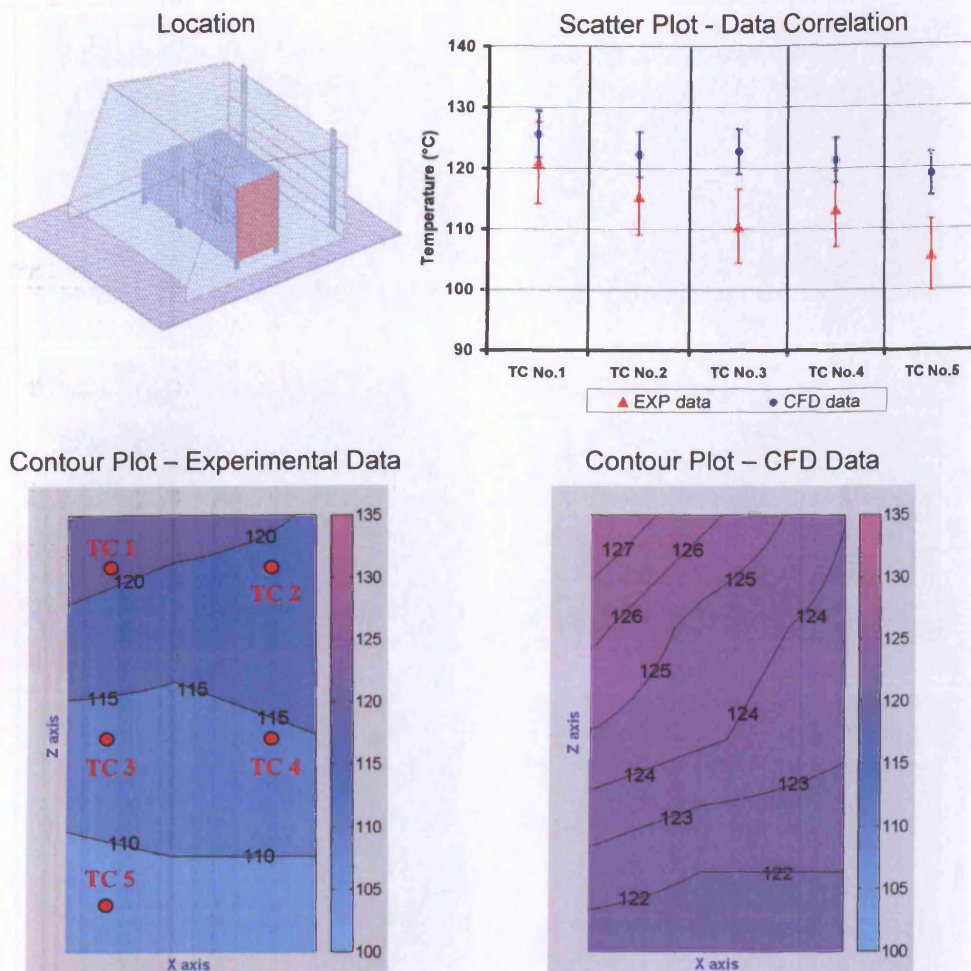 Location
Scatter Plot - Data Correlation
140
130
120
110
100
90
Temperature (°C)
TC No.1
TC No.2
TC No.3
TC No.4
TC No.5
EXP data
CFD data
Contour Plot – Experimental Data
TC 1
TC 2
TC 3
TC 4
TC 5
120
120
115
115
115
110
110
Z axis
X axis
135
130
125
120
115
110
105
100
Contour Plot – CFD Data
127
126
126
125
125
124
124
124
123
123
122
122
Z axis
X axis
135
130
125
120
115
110
105
100